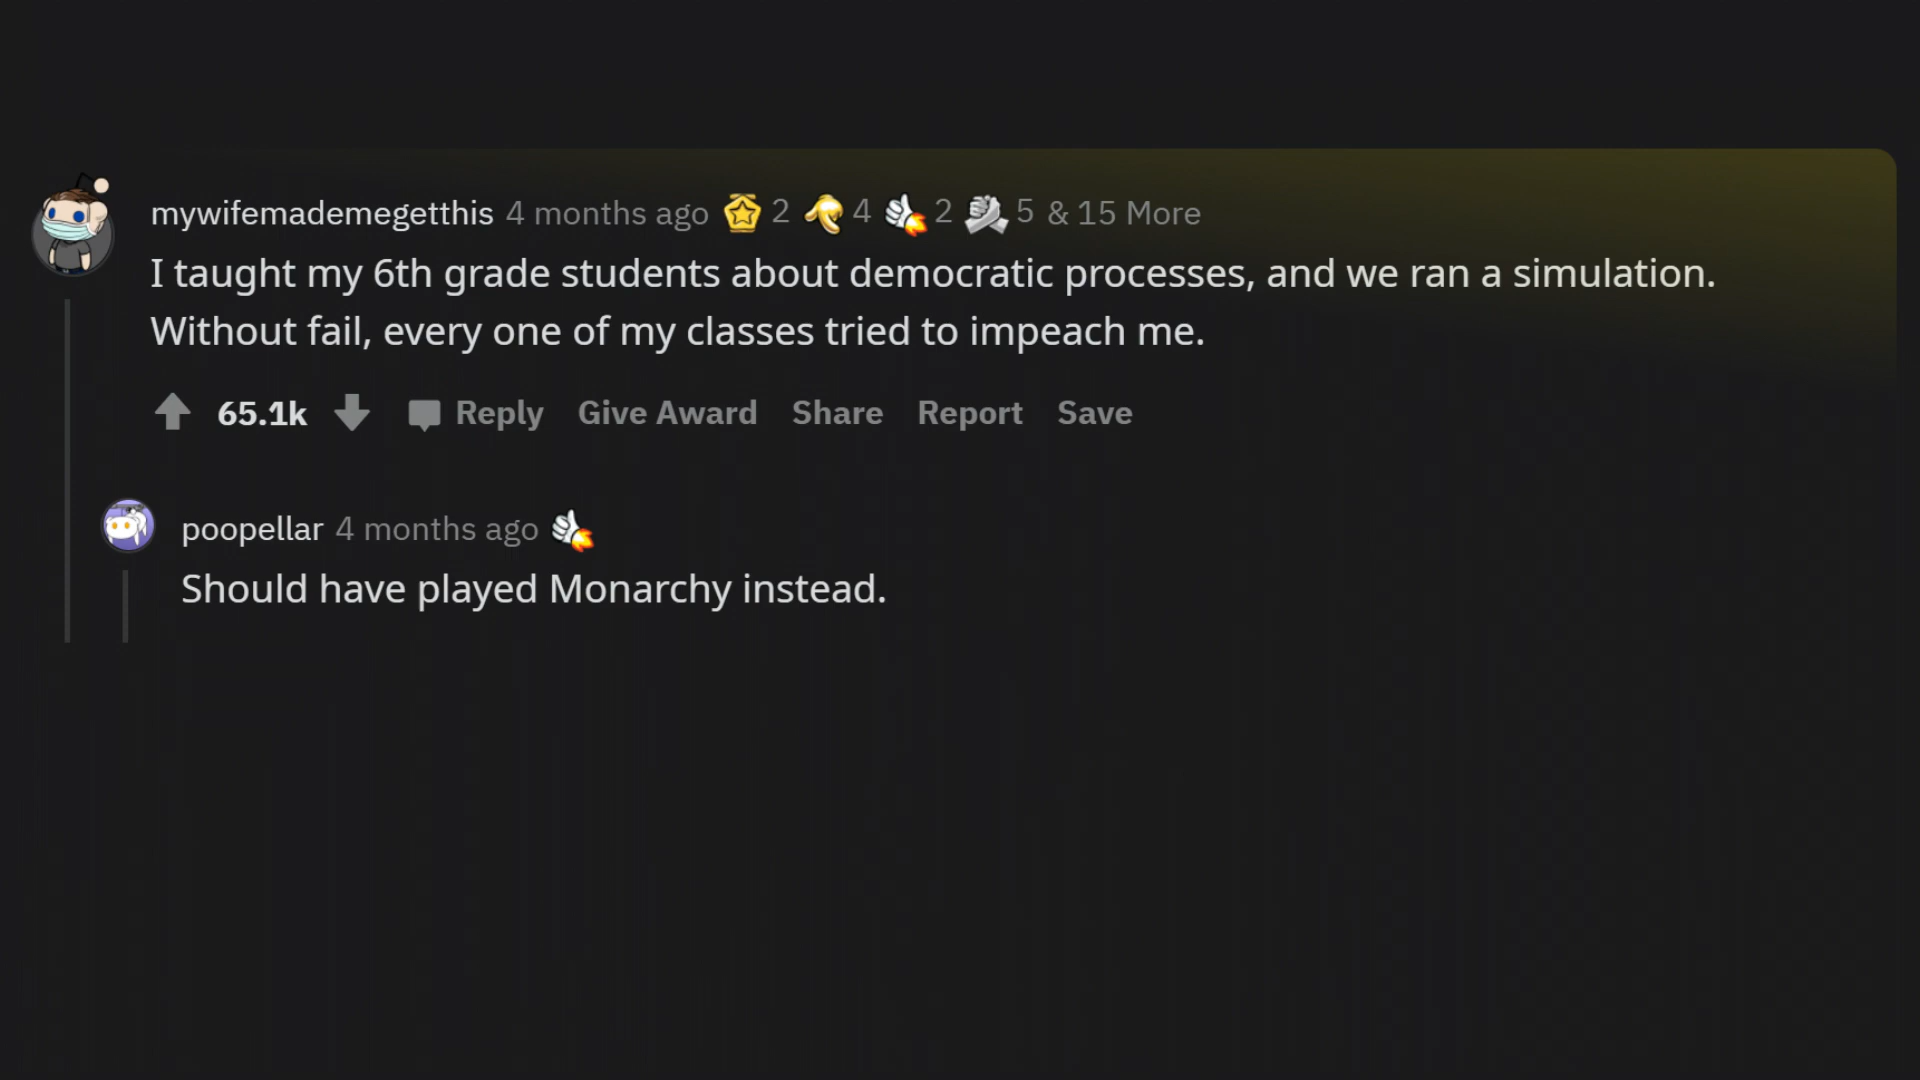 mywifemademegetthis 4 months ago 2 4 2 5 & 15 More
I taught my 6th grade students about democratic processes, and we ran a simulation.
Without fail, every one of my classes tried to impeach me.
65.1k Reply Give Award Share Report Save
poopellar 4 months ago
Should have played Monarchy instead.